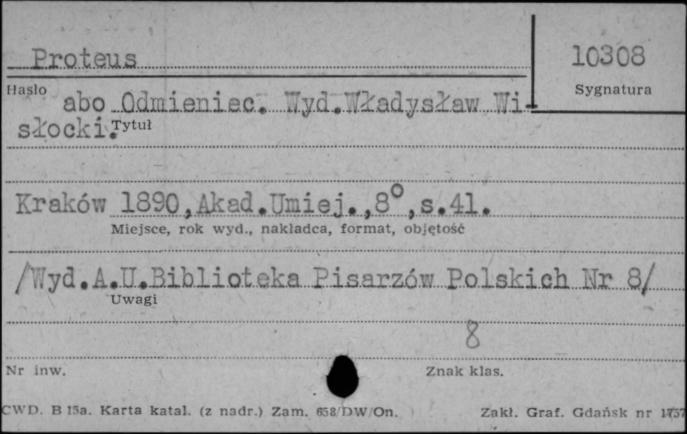 Proteus
10308
Hasło
Sygnatura
abo Odmieniec. Wyd.Władysław Wi
słocki.
Tytuł
Kraków 1890,Akad.Umiej.,8°,s.41.
Miejsce, rok wyd., nakładca, format, objętość
/Wyd.A.U.Biblioteka Pisarzów Polskich Nr 8/
Uwagi
8
Nr inw.
Znak klas.
CWD. B 15a. Karta katal. (z nadr.) Zam. 658/DW/On.
Zakł. Graf. Gdańsk nr